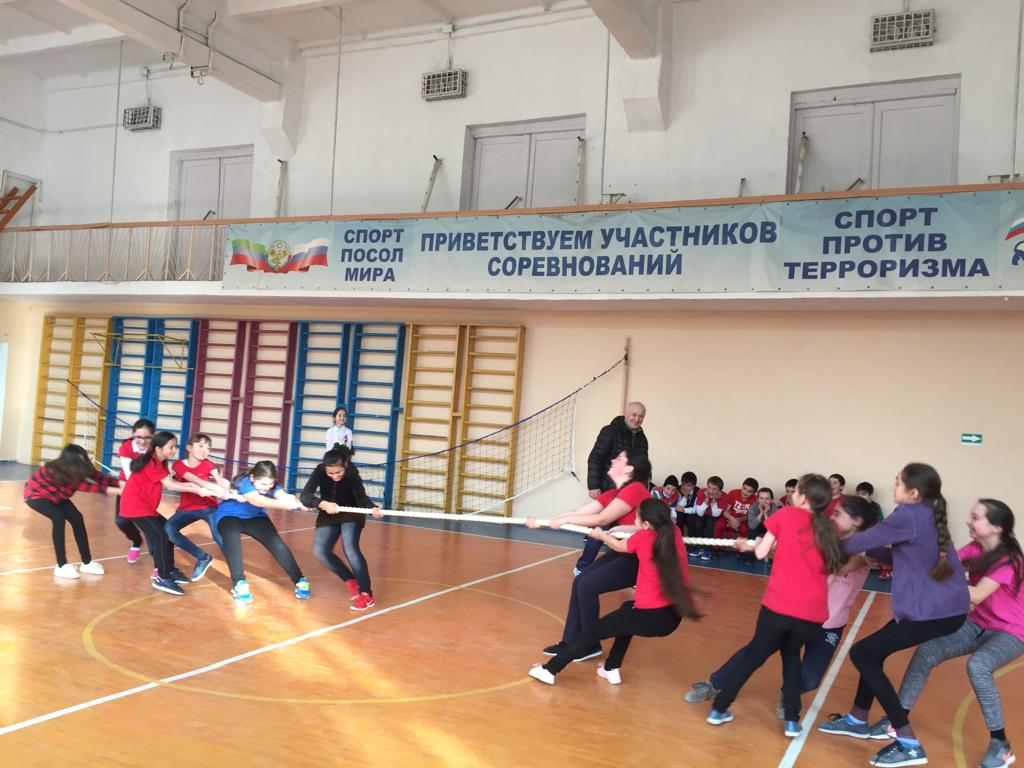 СПОРТ
ПОСОЛ
МИРА
ПРИВЕТСТВУЕМ УЧАСТНИКОВ
СОРЕВНОВАНИЙ
СПОРТ
ПРОТИВ
ТЕРРОРИЗМА